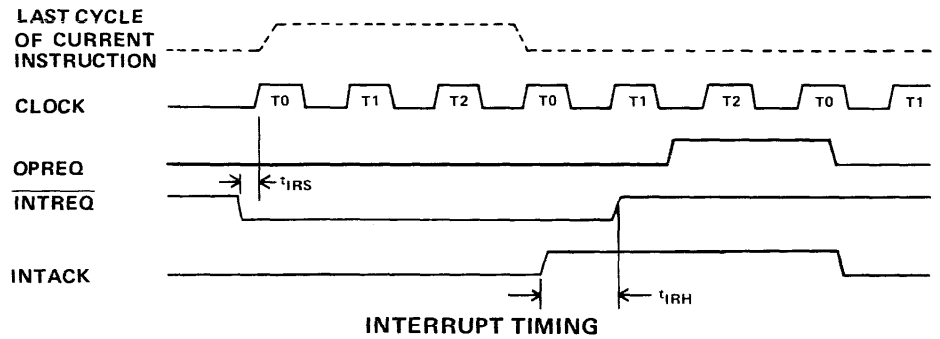 LAST CYCLE
OF CURRENT
INSTRUCTION
CLOCK
T0 T1 T2 T0 T1 T2 T0 T1
OPREQ
tIRS
INTREQ
INTACK
tIRH
INTERRUPT TIMING